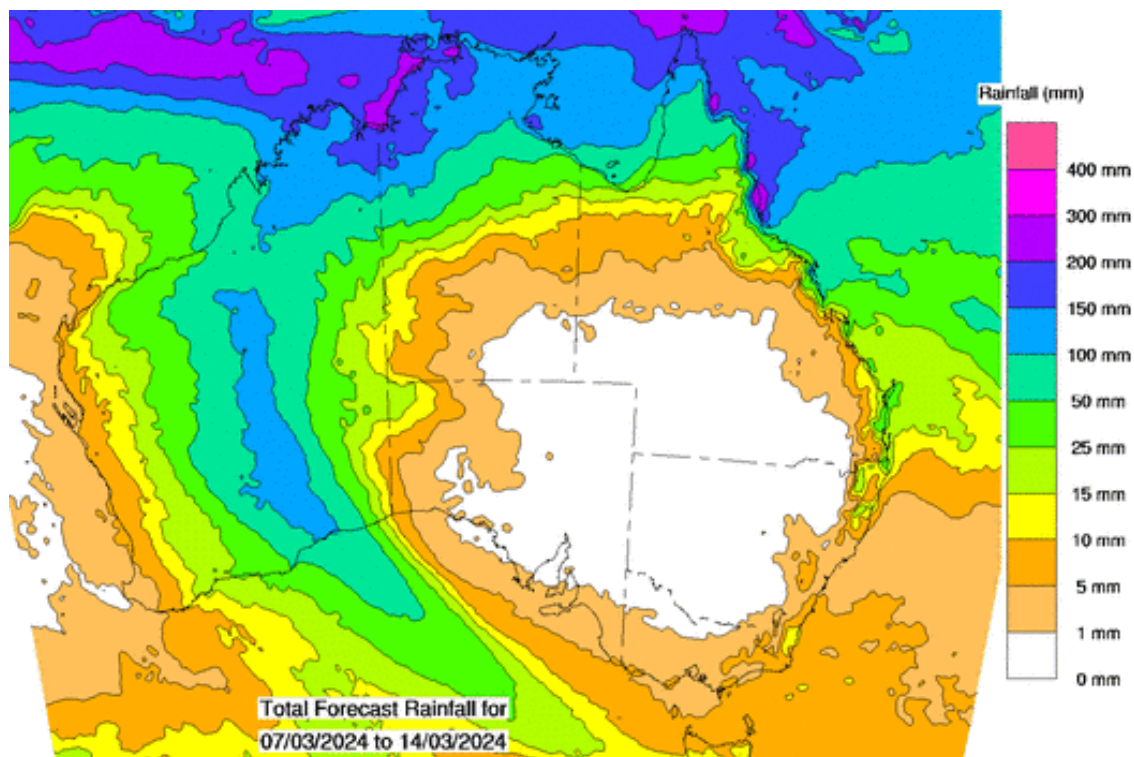 Rainfall (mm)
400 mm
300 mm
200 mm
150 mm
100 mm
50 mm
25 mm
15 mm
10 mm
5 mm
1 mm
0 mm
Total Forecast Rainfall for
07/03/2024 to 14/03/2024